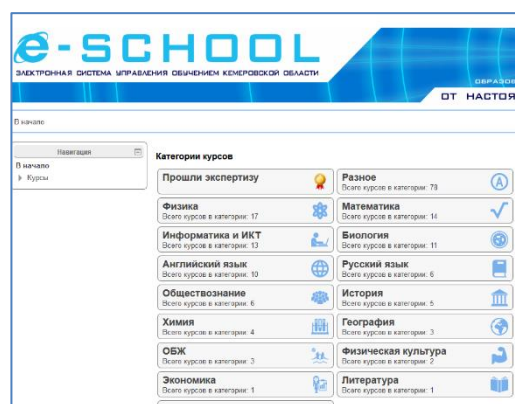 e-SCHOOL
ЭЛЕКТРОННАЯ СИСТЕМА УПРАВЛЕНИЯ ОБУЧЕНИЕМ КЕМЕРОВСКОЙ ОБЛАСТИ
ОБРАЗОВ
ОТ НАСТОЯ
В начало
Навигация
В начало
Курсы
Категории курсов
Прошли экспертизу
Разное
Всего курсов в категории: 78
Физика
Всего курсов в категории: 17
Математика
Всего курсов в категории: 14
Информатика и ИКТ
Всего курсов в категории: 13
Биология
Всего курсов в категории: 11
Английский язык
Всего курсов в категории: 10
Русский язык
Всего курсов в категории: 6
Обществознание
Всего курсов в категории: 6
История
Всего курсов в категории: 5
Химия
Всего курсов в категории: 4
География
Всего курсов в категории: 3
ОБЖ
Всего курсов в категории: 3
Физическая культура
Всего курсов в категории: 2
Экономика
Всего курсов в категории: 1
Литература
Всего курсов в категории: 1